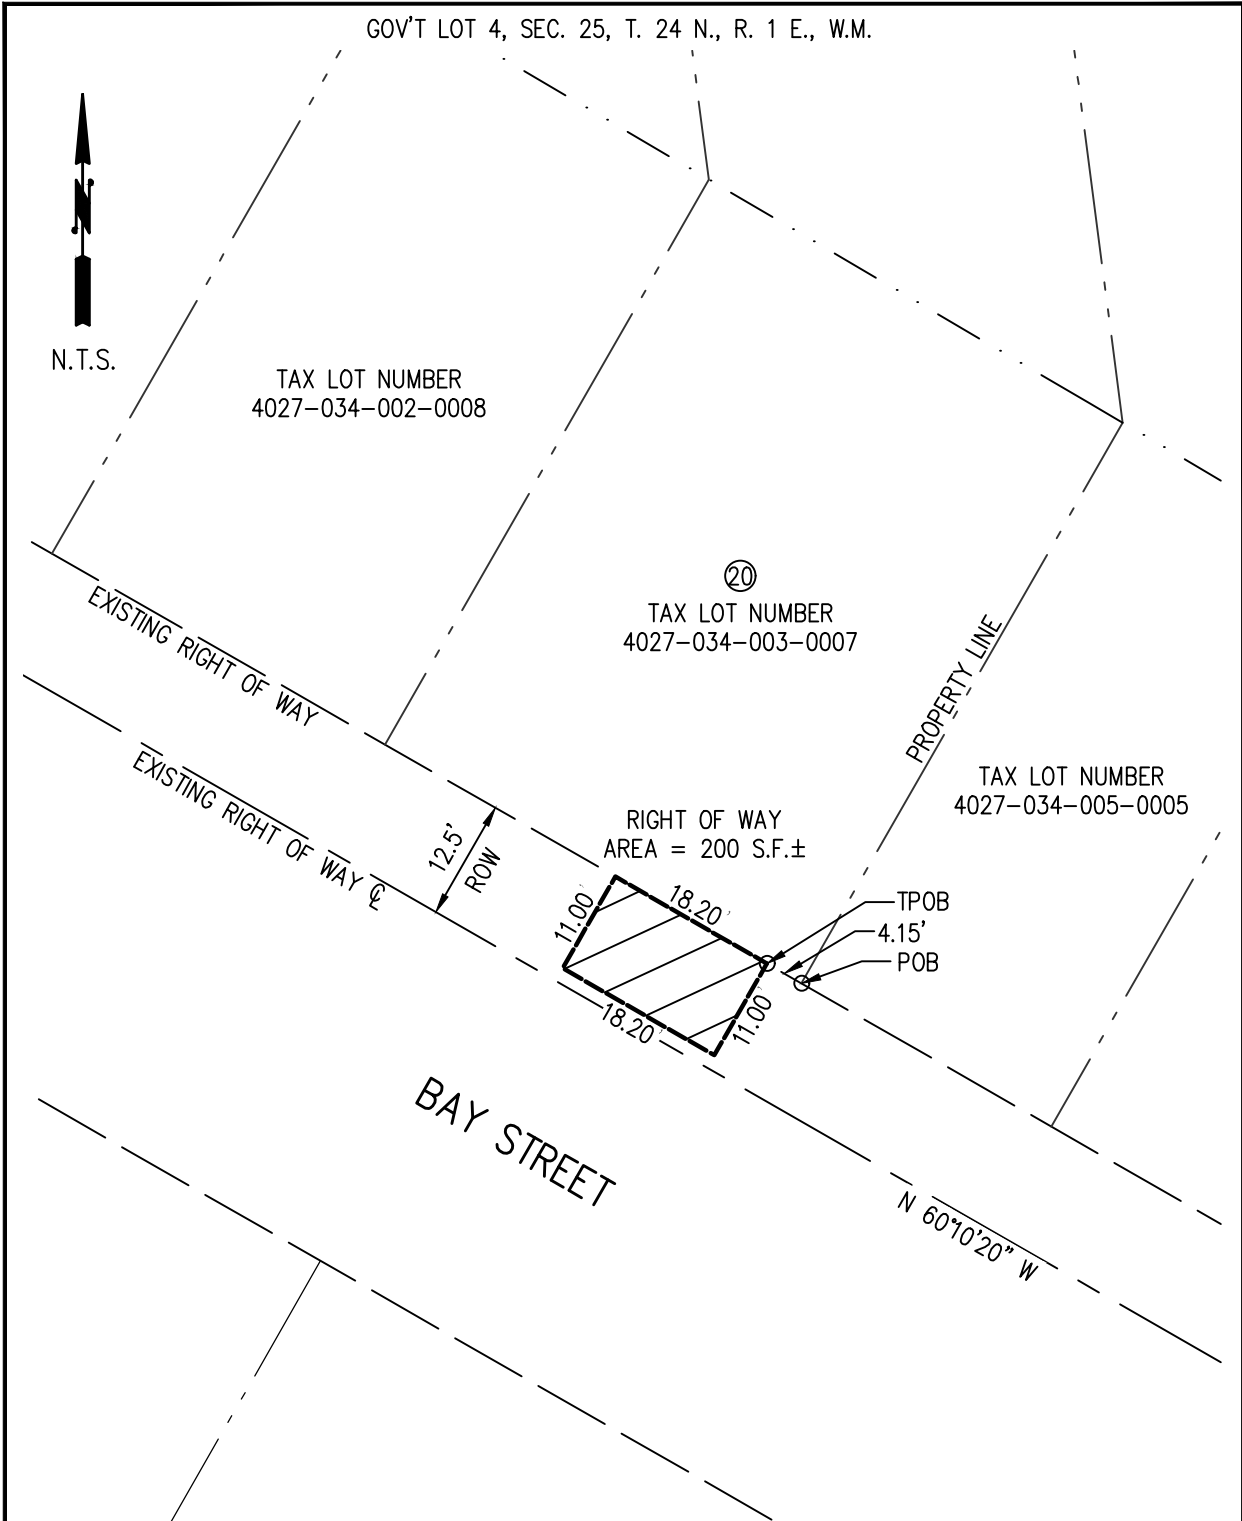 GOV'T LOT 4, SEC. 25, T. 24 N., R. 1 E., W.M.
N
N.T.S.
TAX LOT NUMBER
4027-034-002-0008
20
TAX LOT NUMBER
4027-034-003-0007
PROPERTY LINE
TAX LOT NUMBER
4027-034-005-0005
EXISTING RIGHT OF WAY
EXISTING RIGHT OF WAY ℄
12.5'
ROW
RIGHT OF WAY
AREA = 200 S.F.±
18.20'
11.00'
18.20'
11.00'
TPOB
4.15'
POB
BAY STREET
N 60°10'20" W